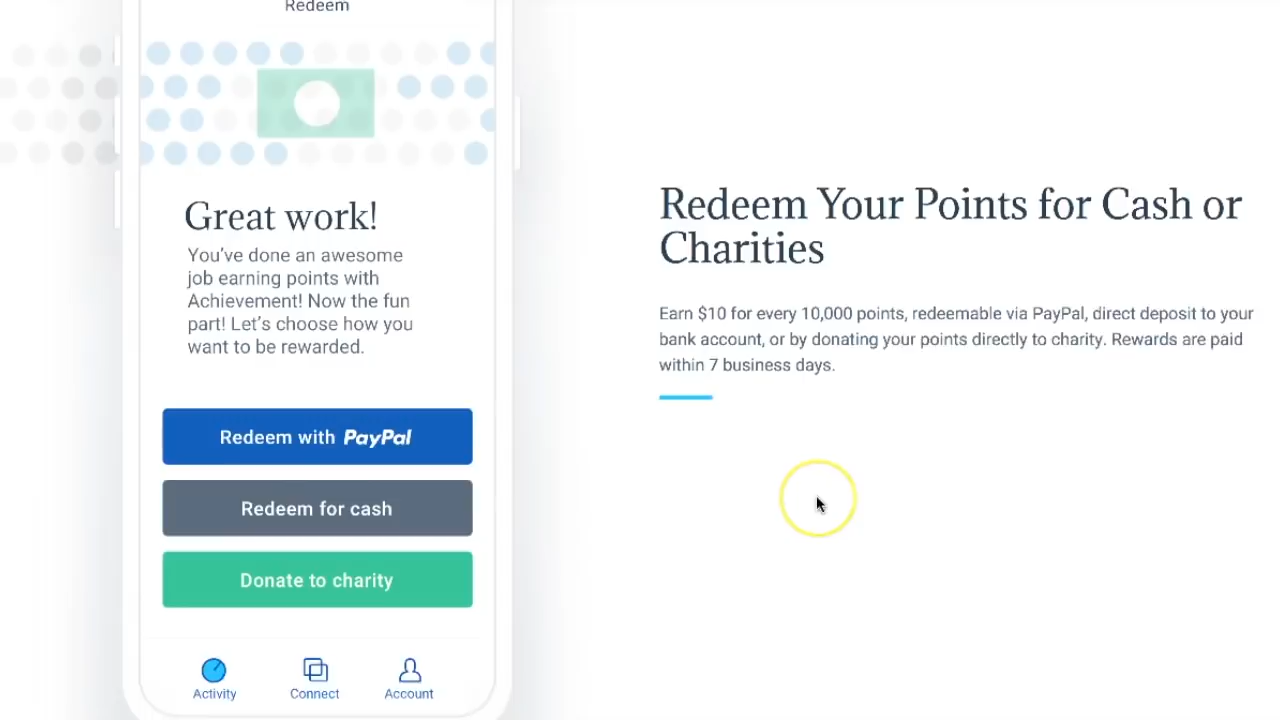 Redeem
Great work!
You’ve done an awesome
job earning points with
Achievement! Now the fun
part! Let’s choose how you
want to be rewarded.
Redeem with PayPal
Redeem for cash
Donate to charity
Activity
Connect
Account
Redeem Your Points for Cash or
Charities
Earn $10 for every 10,000 points, redeemable via PayPal, direct deposit to your
bank account, or by donating your points directly to charity. Rewards are paid
within 7 business days.